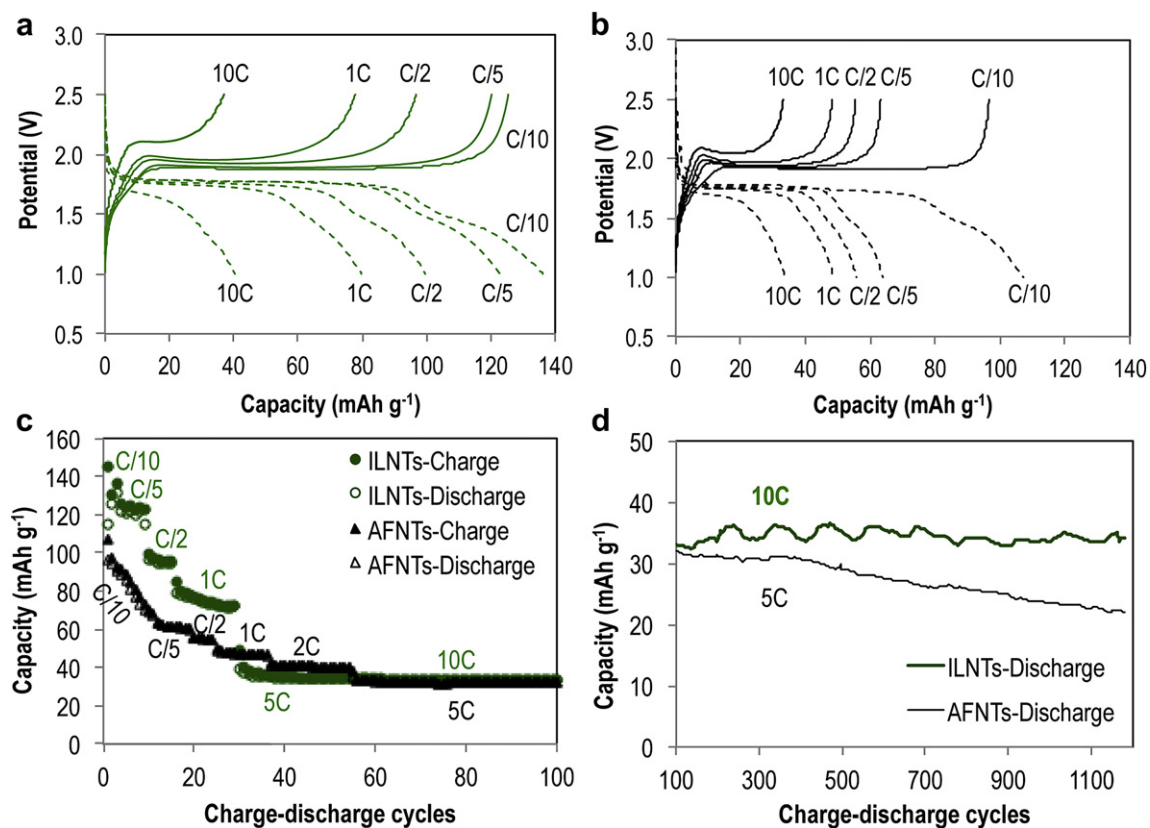 a
3.0
2.5
2.0
1.5
1.0
0.5
Potential (V)
10C
1C
C/2
C/5
C/10
C/10
10C
1C
C/2
C/5
0
20
40
60
80
100
120
140
Capacity (mAh g-1)
b
3.0
2.5
2.0
1.5
1.0
0.5
Potential (V)
10C
1C
C/2
C/5
C/10
10C
1C
C/2
C/5
C/10
0
20
40
60
80
100
120
140
Capacity (mAh g-1)
c
160
140
120
100
80
60
40
20
0
Capacity (mAh g-1)
C/10
C/5
C/2
1C
5C
10C
C/10
C/5
C/2
1C
2C
5C
ILNTs-Charge
ILNTs-Discharge
AFNTs-Charge
AFNTs-Discharge
0
20
40
60
80
100
Charge-discharge cycles
d
50
40
30
20
10
0
Capacity (mAh g-1)
10C
5C
ILNTs-Discharge
AFNTs-Discharge
100
300
500
700
900
1100
Charge-discharge cycles